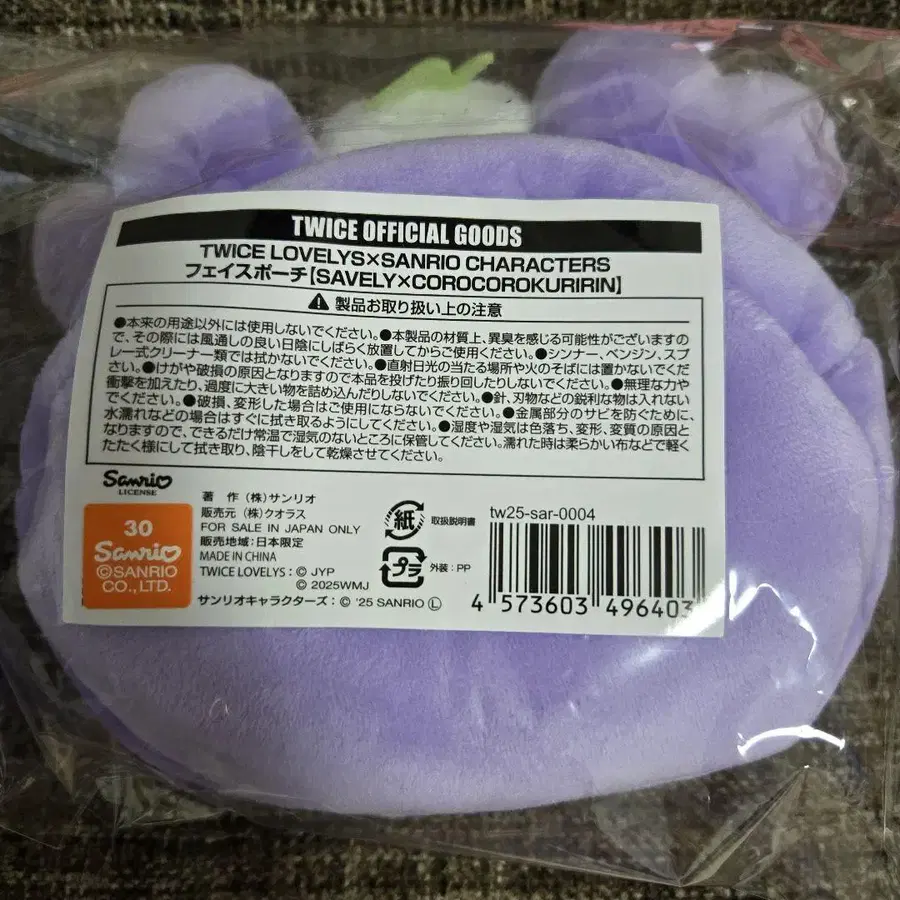 TWICE OFFICIAL GOODS
TWICE LOVELYS×SANRIO CHARACTERS
フェイスポーチ【SAVELY×COROCOROKURIRIN】
⚠ 製品お取り扱い上の注意
●本来の用途以外には使用しないでください。●本製品の材質上、異臭を感じる可能性がございますの
で、その際には風通しの良い日陰にしばらく放置してからご使用ください。●シンナー、ベンジン、スプ
レー式クリーナー類では拭かないでください。●直射日光の当たる場所や火のそばには置かないでくだ
さい。●けがや破損の原因となりますので本品を投げたり振り回したりしないでください。●無理な力や
衝撃を加えたり、過度に大きい物を詰め込んだりしないでください。●針、刃物などの鋭利な物は入れない
でください。●破損、変形した場合はご使用にならないでください。●金属部分のサビを防ぐために、
水濡れなどの場合はすぐに拭き取るようにしてください。●湿度や湿気は色落ち、変形、変質の原因と
なりますので、できるだけ常温で湿気のないところに保管してください。濡れた時は柔らかい布などで軽く
たたく様にして拭き取り、陰干しをして乾燥させてください。
Sanrio
LICENSE
30
Sanrio
©SANRIO
CO., LTD.
著 作 (株)サンリオ
販売元 (株)クオラス
FOR SALE IN JAPAN ONLY
販売地域:日本限定
MADE IN CHINA
TWICE LOVELYS:© JYP
© 2025WMJ
サンリオキャラクターズ:© '25 SANRIO Ⓛ
紙 取扱説明書
プラ 外装:PP
tw25-sar-0004
4 573603 496403